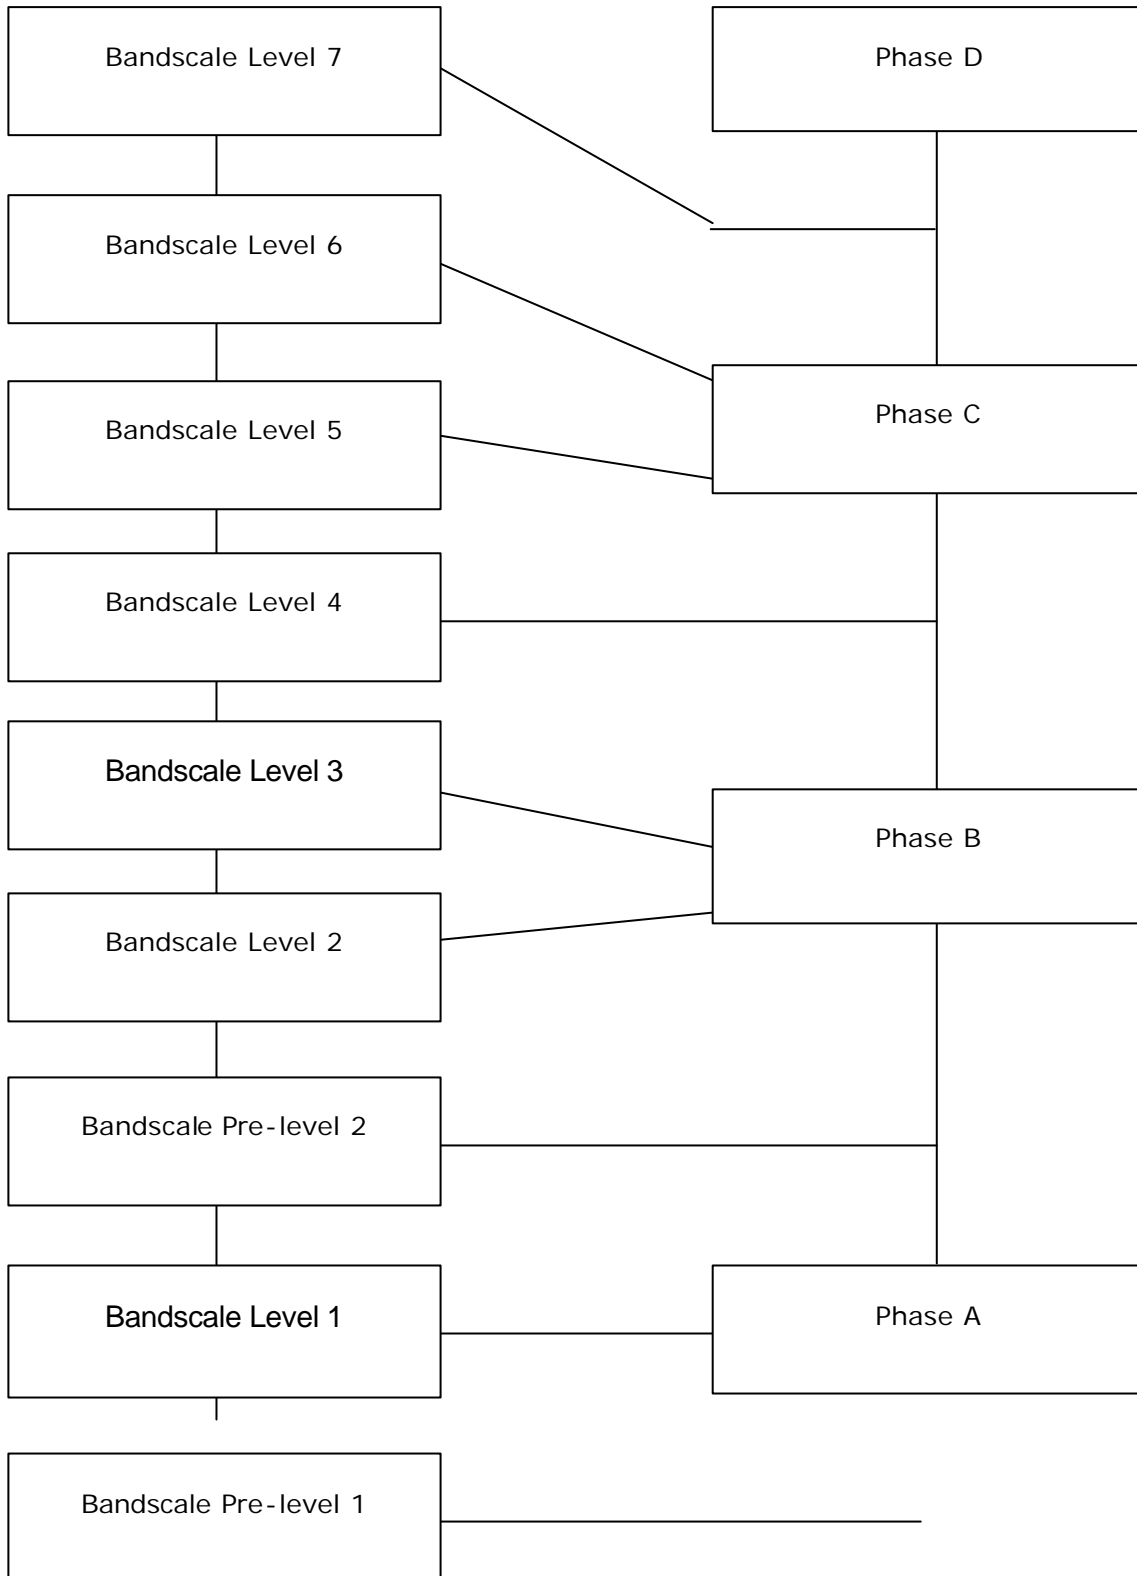 Bandscale Level 7
Phase D
Bandscale Level 6
Bandscale Level 5
Phase C
Bandscale Level 4
Bandscale Level 3
Phase B
Bandscale Level 2
Bandscale Pre-level 2
Bandscale Level 1
Phase A
Bandscale Pre-level 1